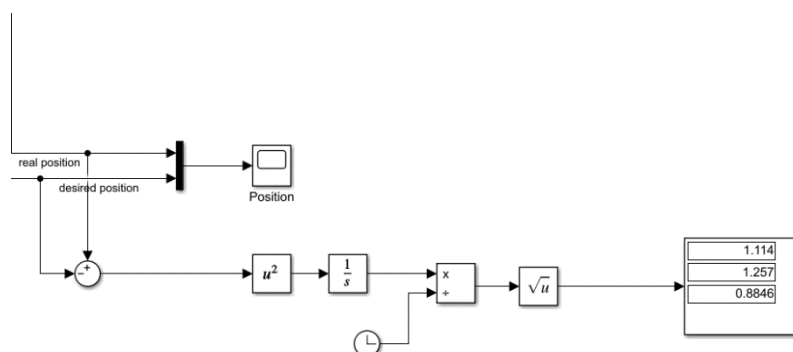 real position
desired position
Position
− +
u²
1
s
x
÷
√u
1.114
1.257
0.8846